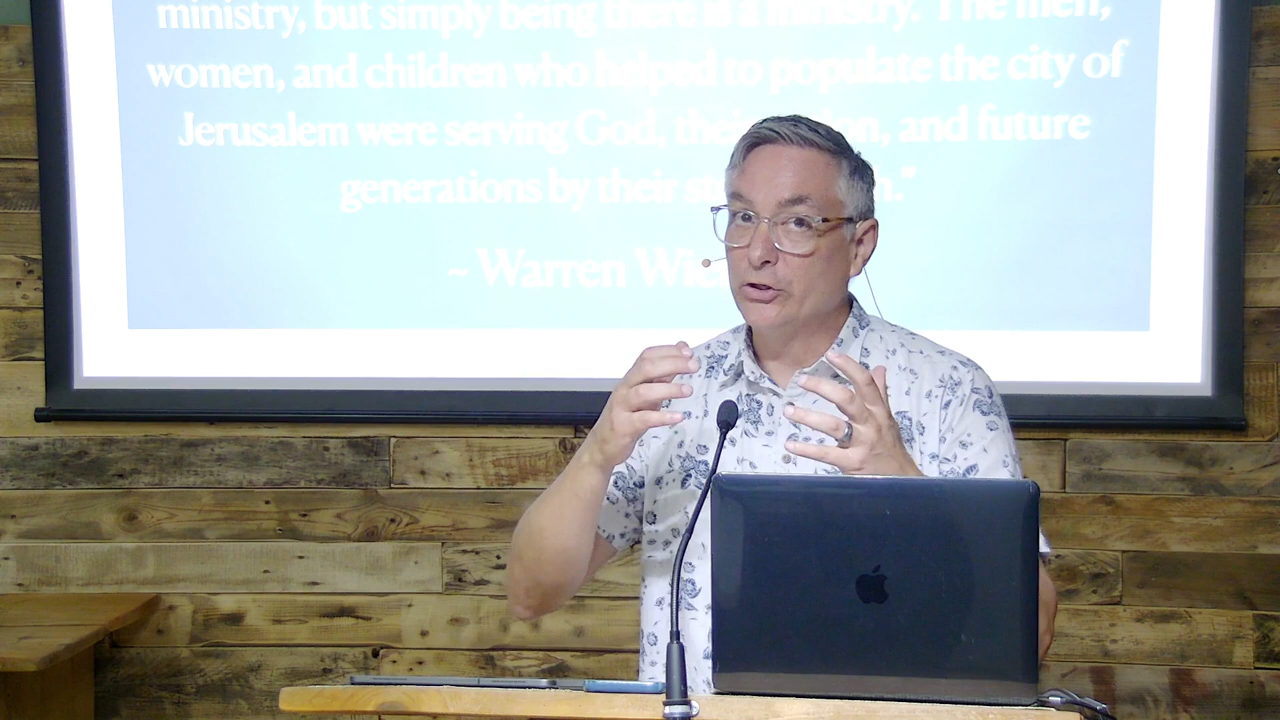 ministry, but simply being there is a ministry. The men,
women, and children who helped to populate the city of
Jerusalem were serving God, their n, and future
generations by their s n."
– Warren Wie